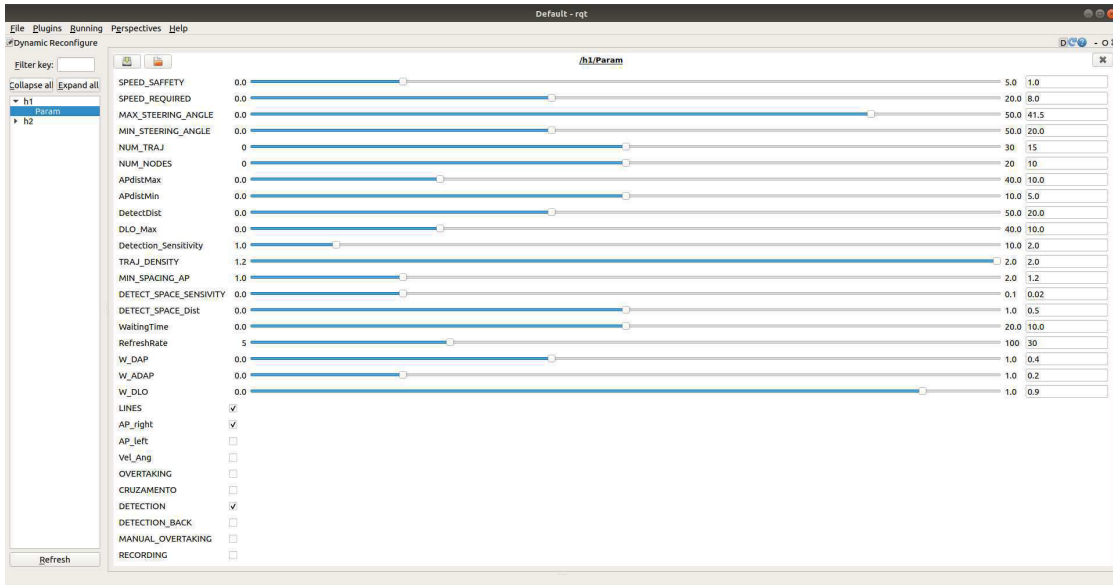 Default - rqt
File Plugins Running Perspectives Help
Dynamic Reconfigure D - O
Filter key:
Collapse all Expand all
h1
Param
h2
Refresh
/h1/Param
SPEED_SAFFETY 0.0 5.0 1.0
SPEED_REQUIRED 0.0 20.0 8.0
MAX_STEERING_ANGLE 0.0 50.0 41.5
MIN_STEERING_ANGLE 0.0 50.0 20.0
NUM_TRAJ 0 30 15
NUM_NODES 0 20 10
APdistMax 0.0 40.0 10.0
APdistMin 0.0 10.0 5.0
DetectDist 0.0 50.0 20.0
DLO_Max 0.0 40.0 10.0
Detection_Sensitivity 1.0 10.0 2.0
TRAJ_DENSITY 1.2 2.0 2.0
MIN_SPACING_AP 1.0 2.0 1.2
DETECT_SPACE_SENSIVITY 0.0 0.1 0.02
DETECT_SPACE_Dist 0.0 1.0 0.5
WaitingTime 0.0 20.0 10.0
RefreshRate 5 100 30
W_DAP 0.0 1.0 0.4
W_ADAP 0.0 1.0 0.2
W_DLO 0.0 1.0 0.9
LINES
AP_right
AP_left
Vel_Ang
OVERTAKING
CRUZAMENTO
DETECTION
DETECTION_BACK
MANUAL_OVERTAKING
RECORDING